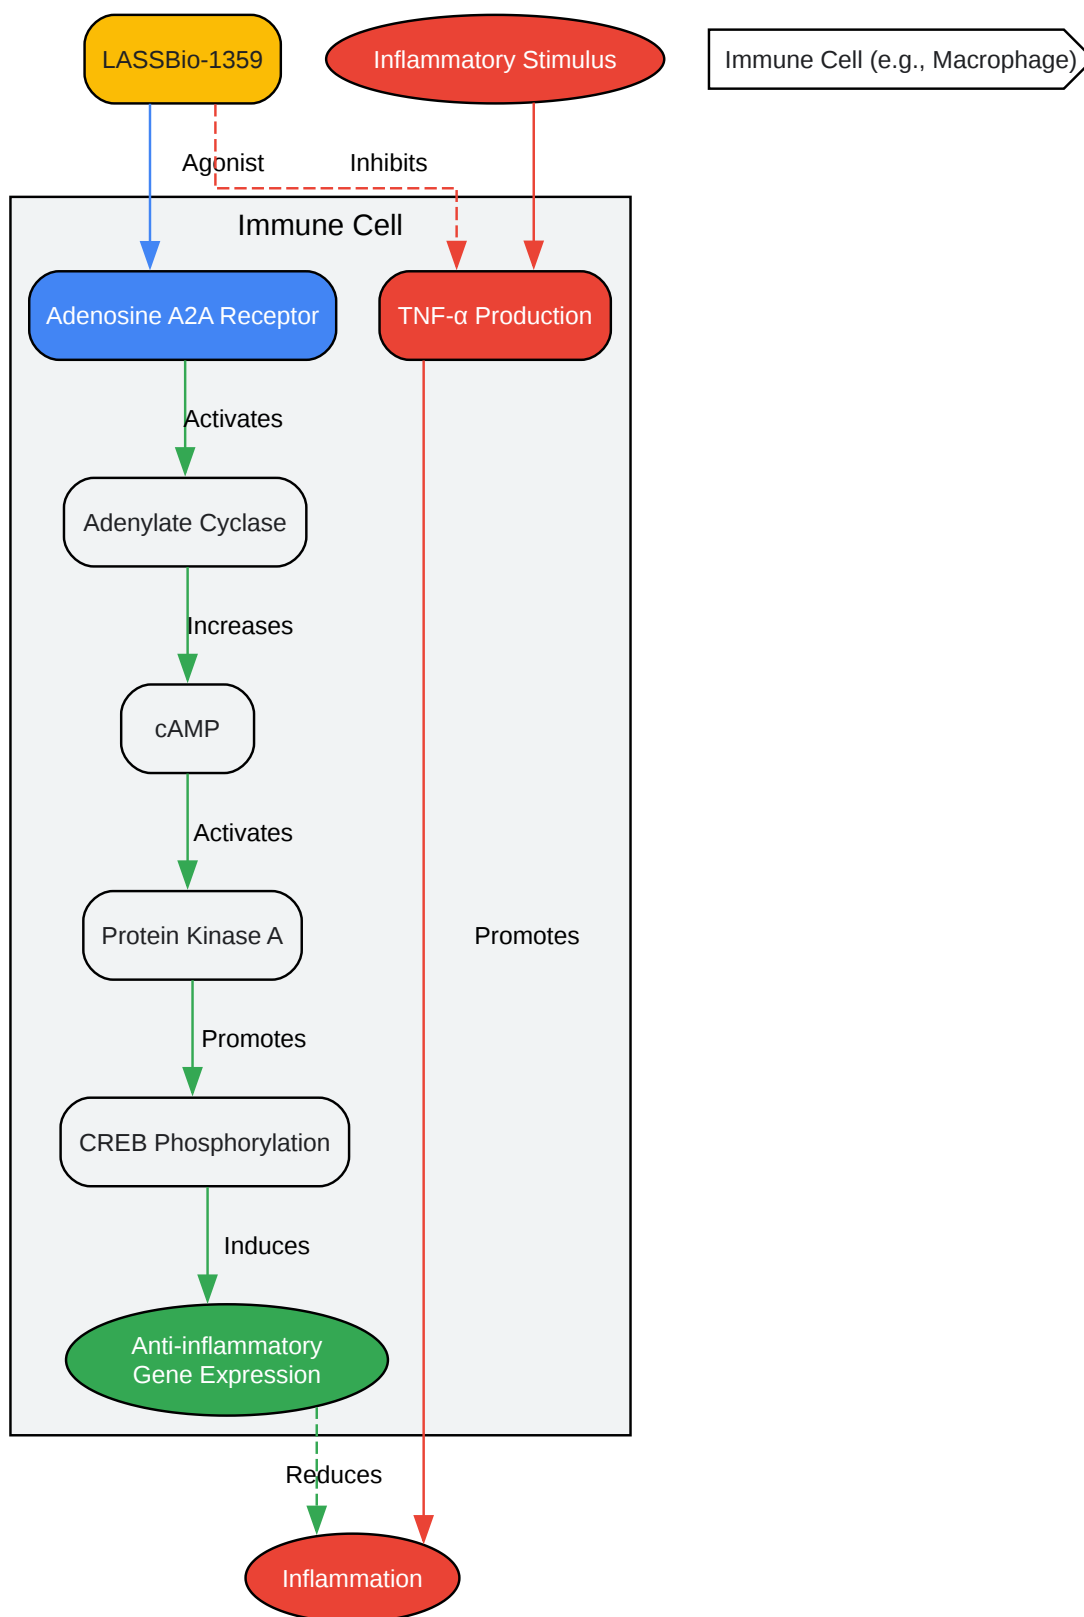 LASSBio-1359
Inflammatory Stimulus
Immune Cell (e.g., Macrophage)
Agonist
Inhibits
Immune Cell
Adenosine A2A Receptor
TNF-α Production
Activates
Adenylate Cyclase
Increases
cAMP
Activates
Protein Kinase A
Promotes
Promotes
CREB Phosphorylation
Induces
Anti-inflammatory
Gene Expression
Reduces
Inflammation